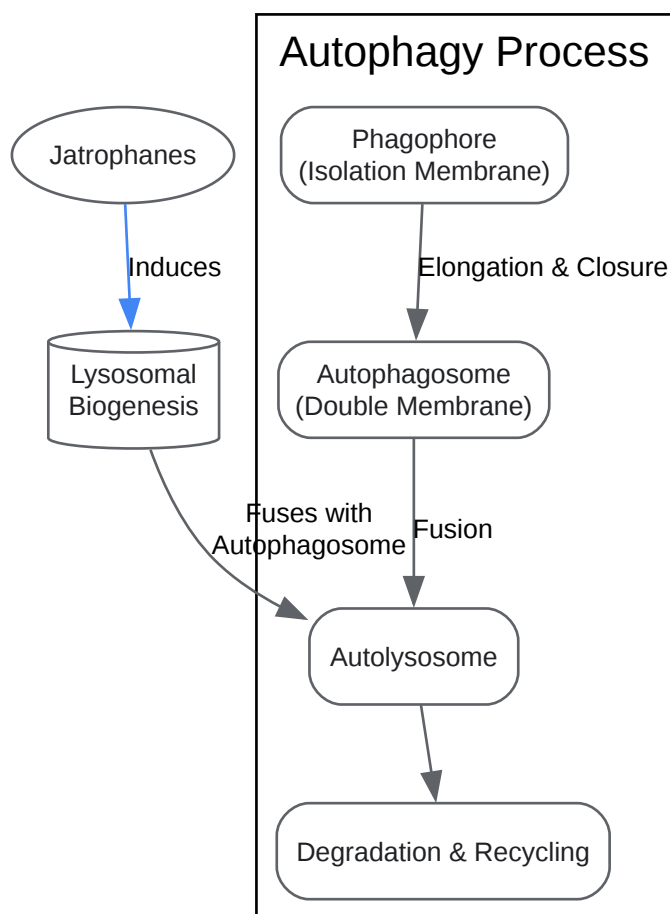 Autophagy Process
Jatrophanes
Phagophore
(Isolation Membrane)
Induces
Elongation & Closure
Lysosomal
Biogenesis
Autophagosome
(Double Membrane)
Fuses with
Autophagosome
Fusion
Autolysosome
Degradation & Recycling